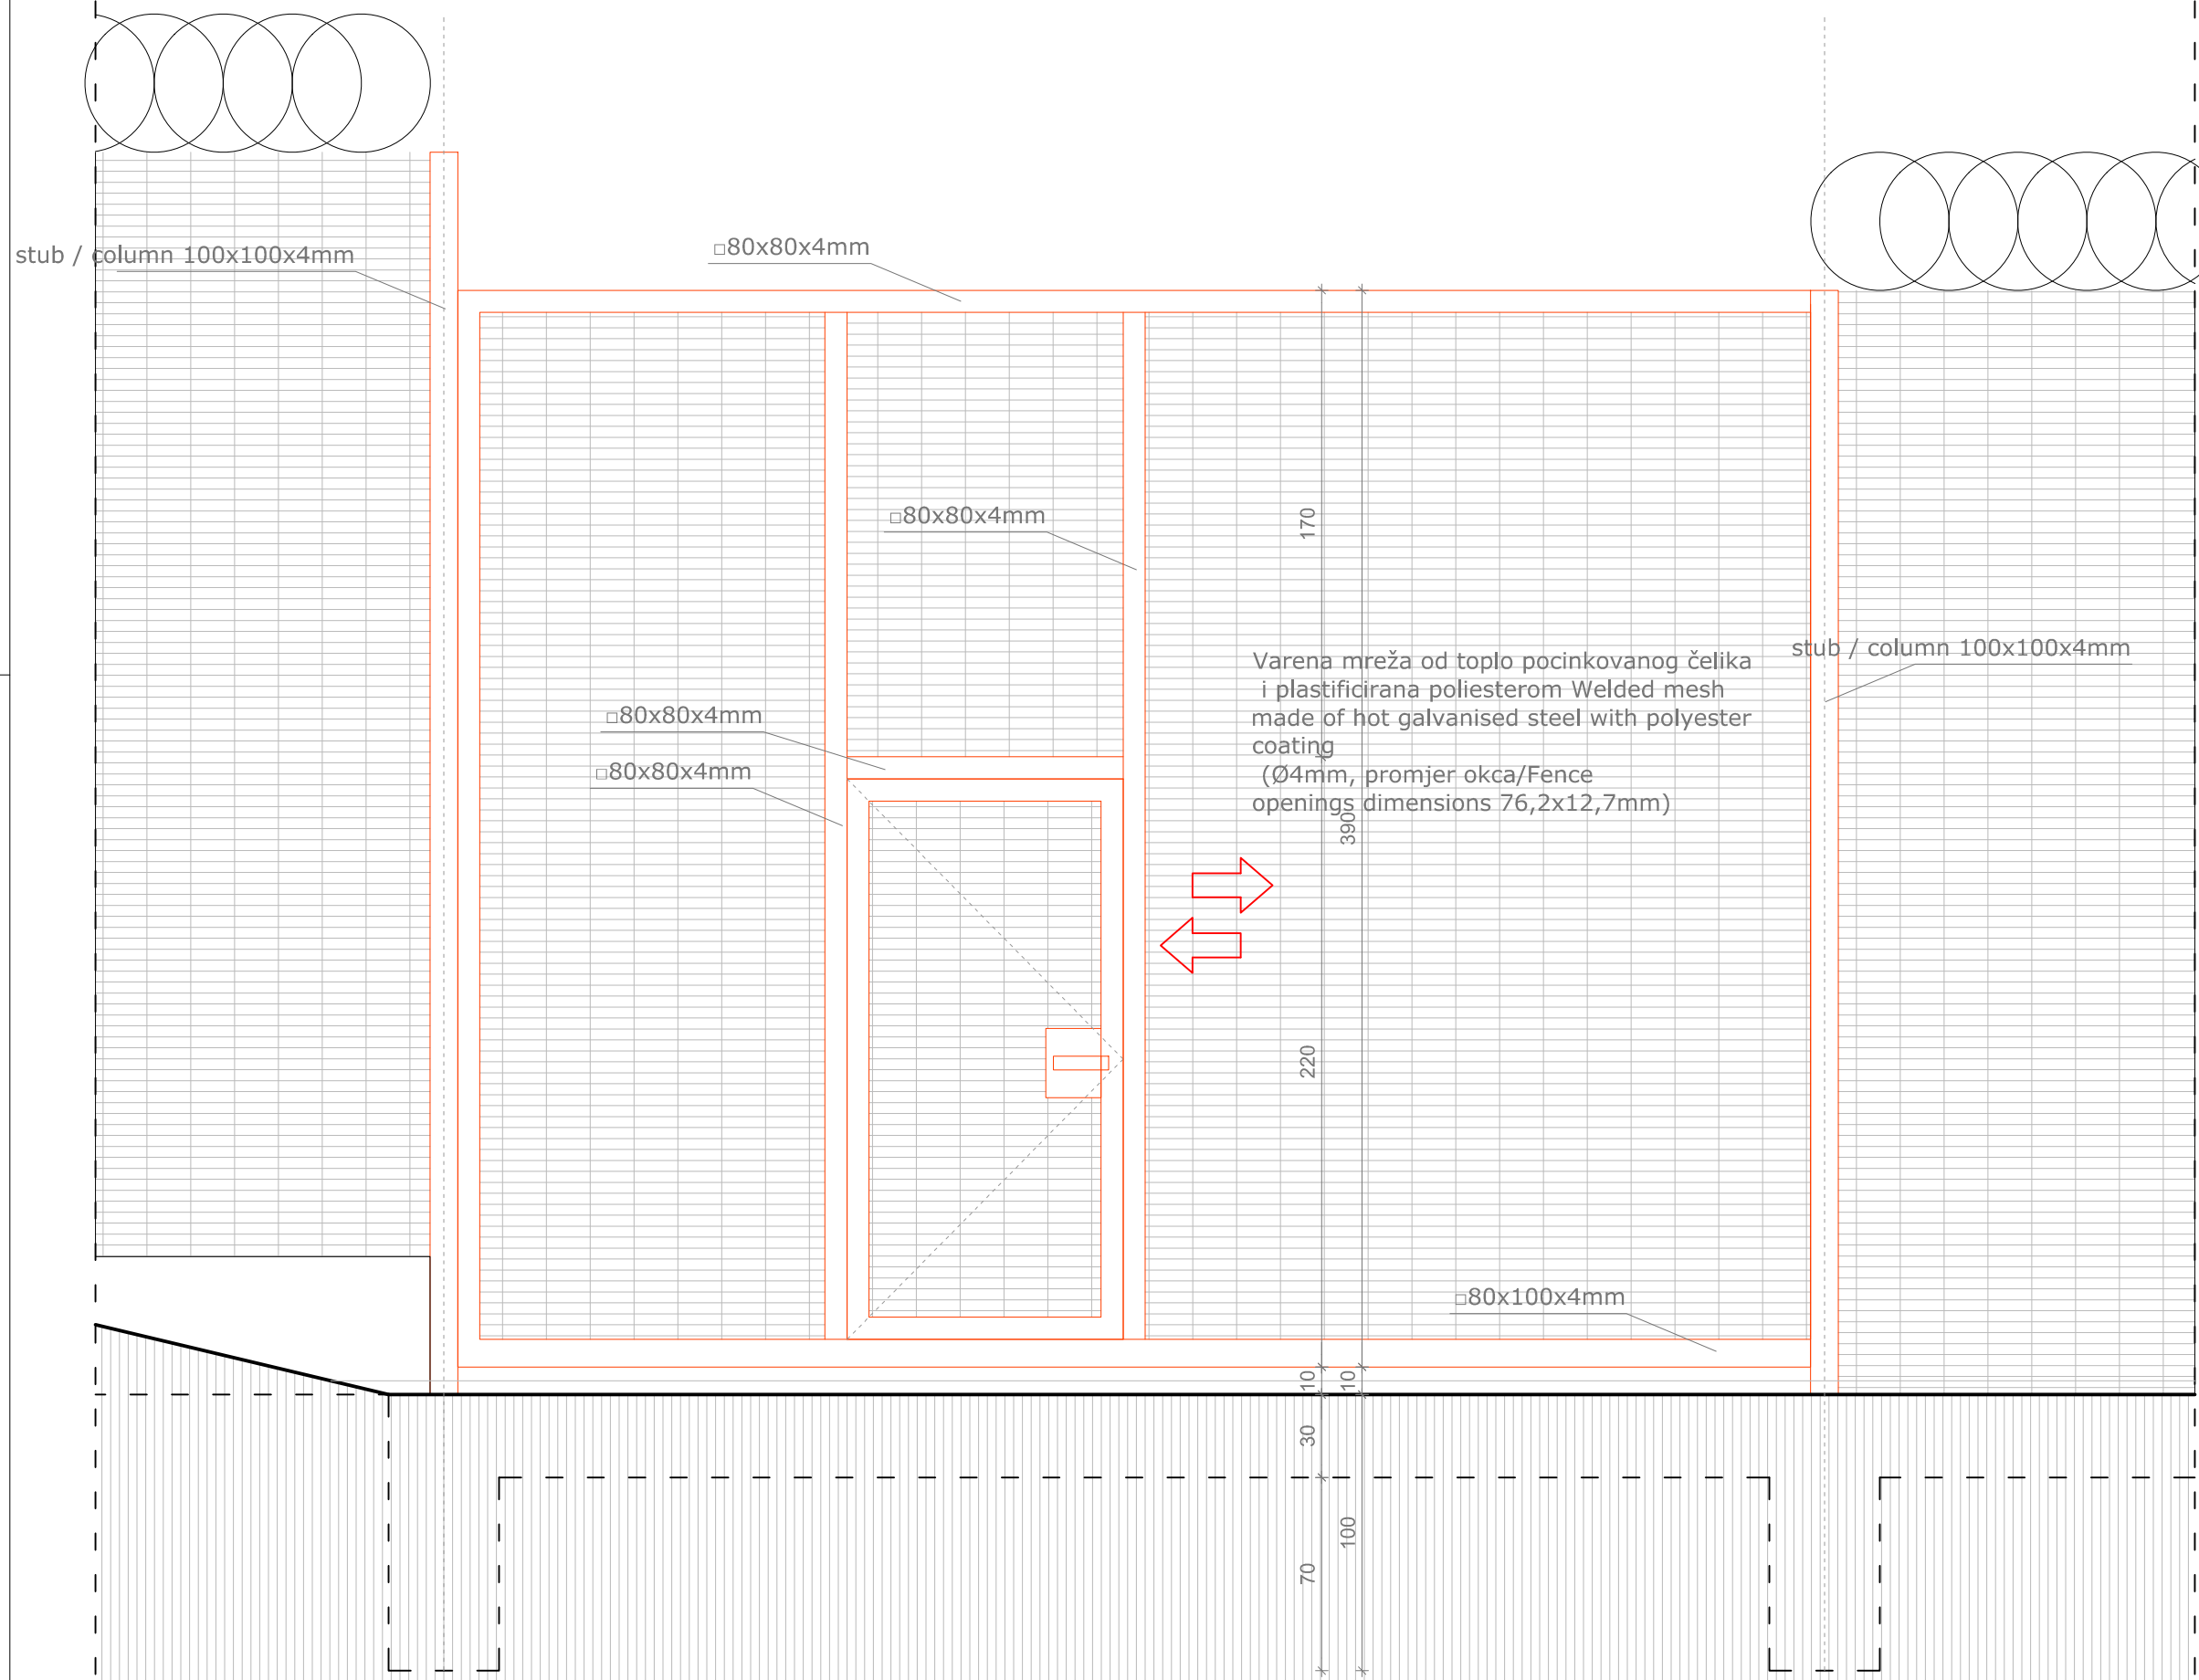 stub / column 100x100x4mm
□80x80x4mm
□80x80x4mm
170
Varena mreža od toplo pocinkovanog čelika
i plastificirana poliesterom Welded mesh
made of hot galvanised steel with polyester
coating
(Ø4mm, promjer okca/Fence
openings dimensions 76,2x12,7mm)
stub / column 100x100x4mm
□80x80x4mm
□80x80x4mm
390
220
□80x100x4mm
10
10
30
100
70